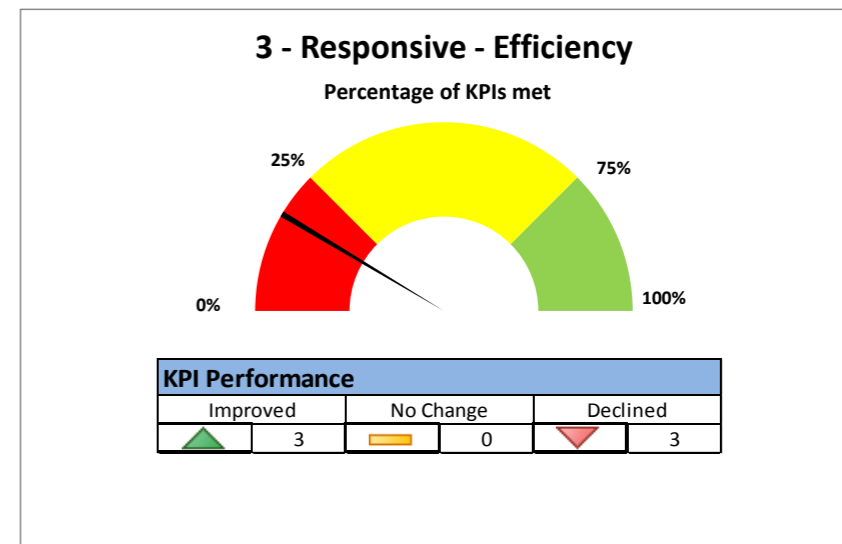 3 - Responsive - Efficiency
Percentage of KPIs met
25%
75%
0%
100%
KPI Performance
Improved No Change Declined
3 0 3